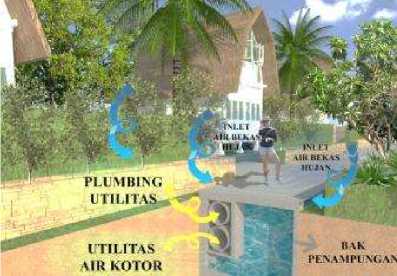 INLET
AIR BEKAS
HUJAN
INLET
AIR BEKAS
HUJAN
PLUMBING
UTILITAS
UTILITAS
AIR KOTOR
BAK
PENAMPUNGAN